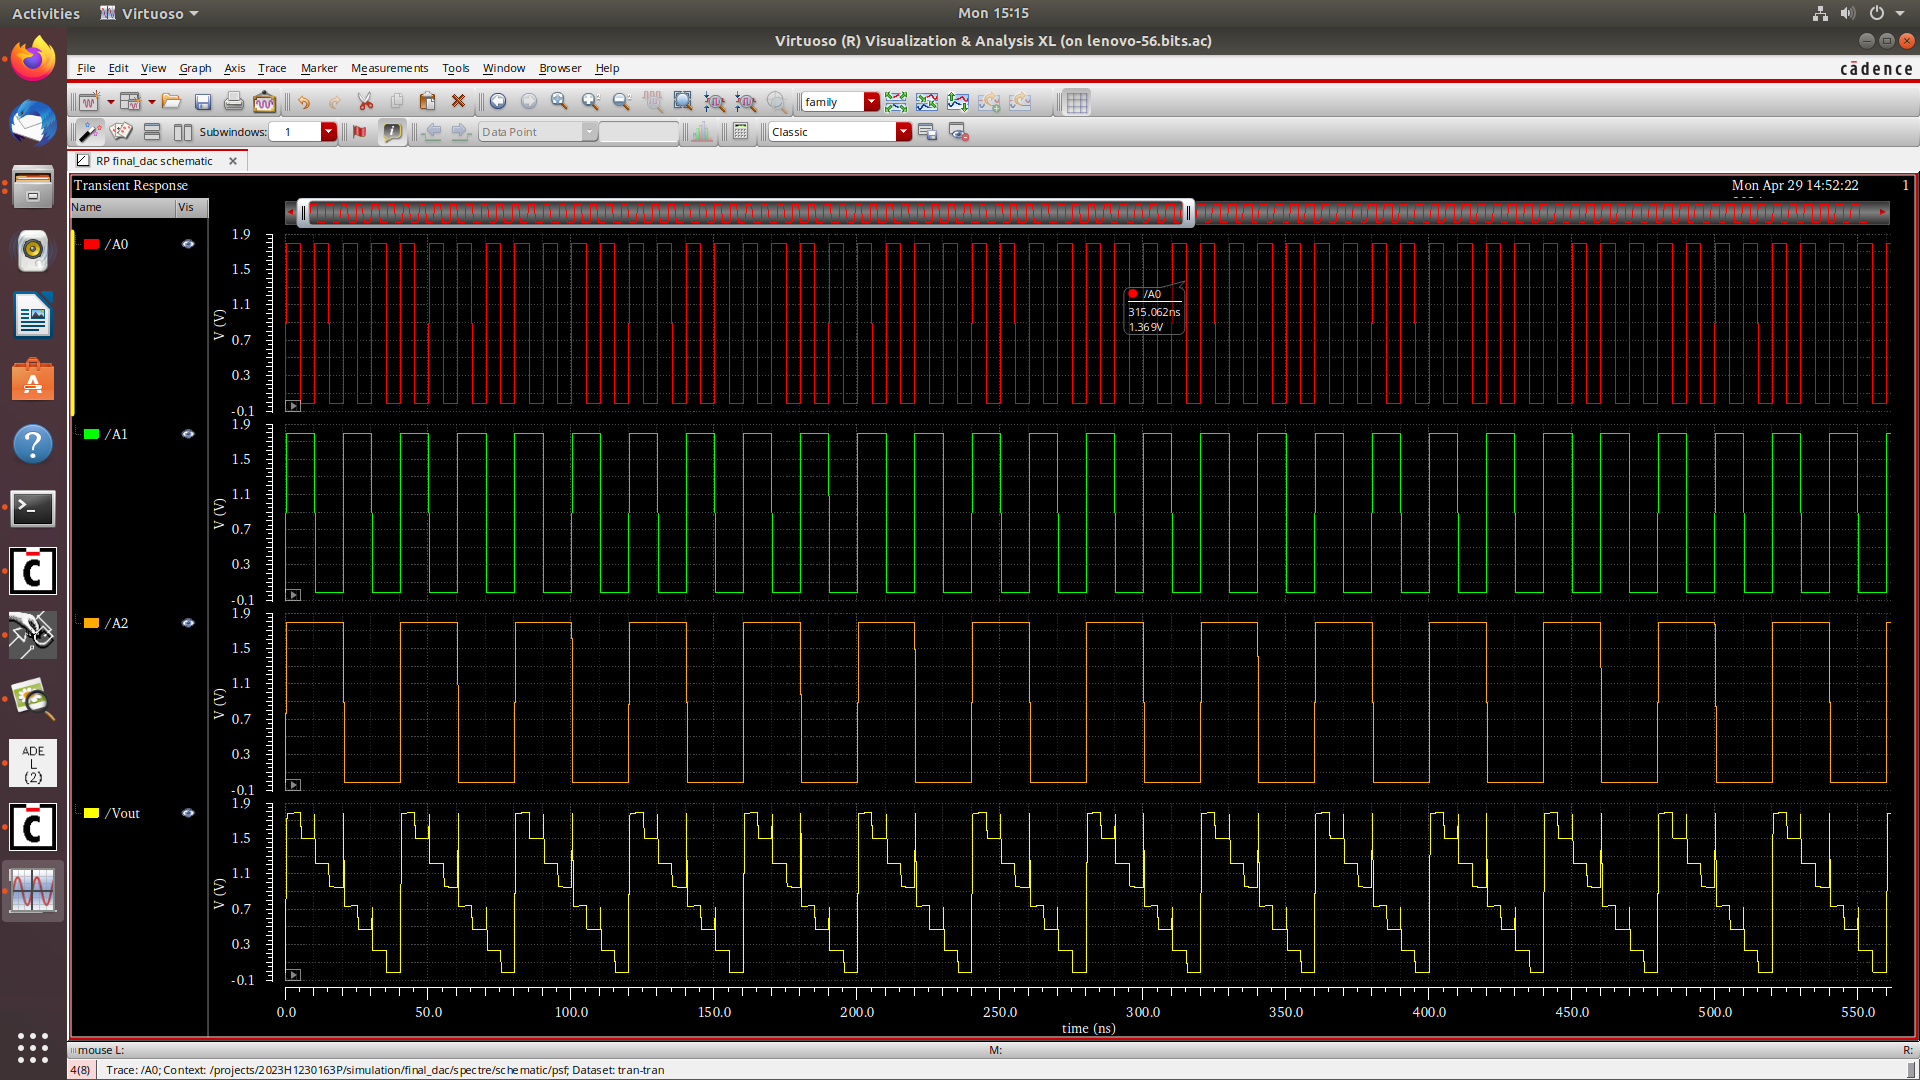 Activities Virtuoso Mon 15:15
Virtuoso (R) Visualization & Analysis XL (on lenovo-56.bits.ac)
File Edit View Graph Axis Trace Marker Measurements Tools Window Browser Help cādence
family
Subwindows: 1 Data Point Classic
RP final_dac schematic
Transient Response Mon Apr 29 14:52:22 1
Name Vis
/A0
1.9
1.5
1.1
0.7
0.3
-0.1
V (V)
/A0
315.062ns
1.369V
/A1
1.9
1.5
1.1
0.7
0.3
-0.1
V (V)
/A2
1.9
1.5
1.1
0.7
0.3
-0.1
V (V)
/Vout
1.9
1.5
1.1
0.7
0.3
-0.1
V (V)
0.0 50.0 100.0 150.0 200.0 250.0 300.0 350.0 400.0 450.0 500.0 550.0
time (ns)
mouse L: M: R:
4(8) Trace: /A0; Context: /projects/2023H1230163P/simulation/final_dac/spectre/schematic/psf; Dataset: tran-tran
ADE
L
(2)